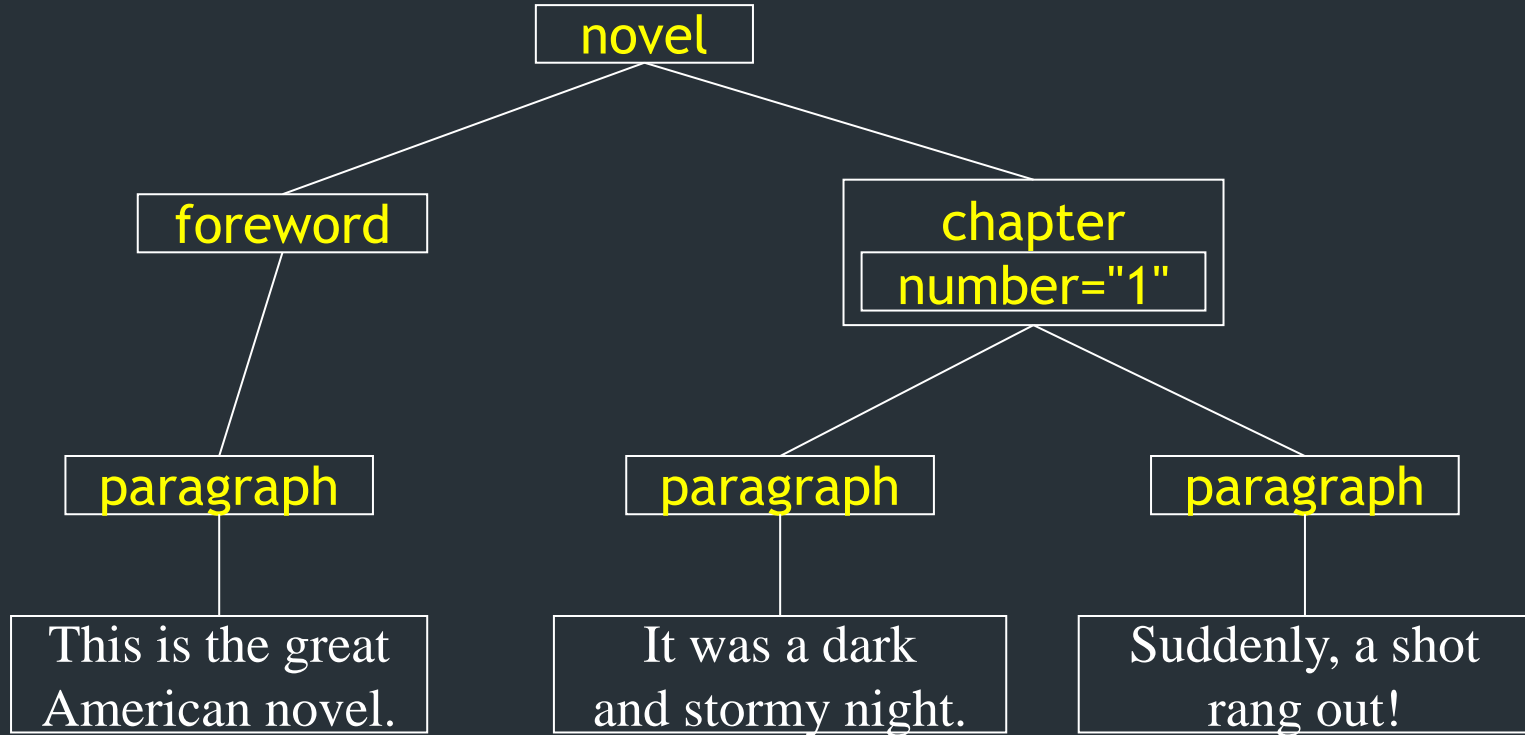 novel
foreword
chapter
number="1"
paragraph
paragraph
paragraph
This is the great
American novel.
It was a dark
and stormy night.
Suddenly, a shot
rang out!